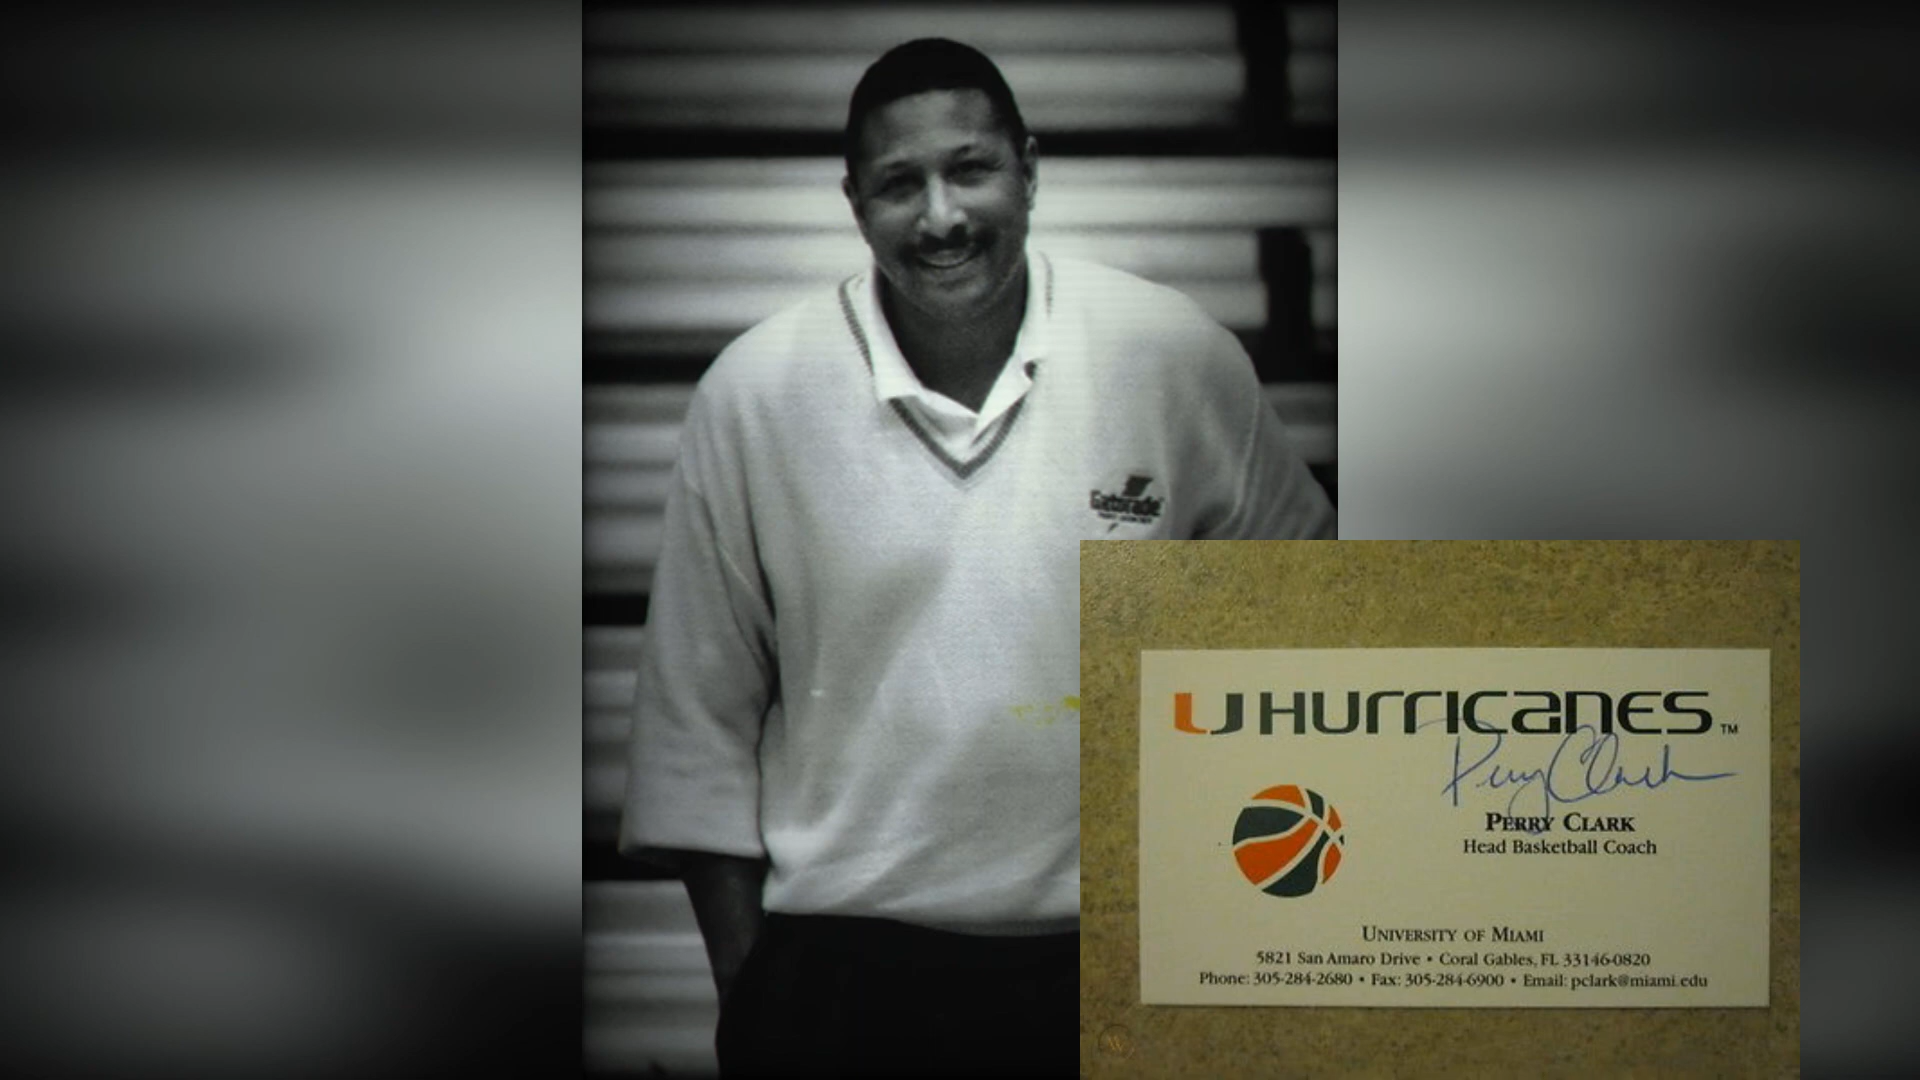 Gatorade
U HURRICANES™
Perry Clark
PERRY CLARK
Head Basketball Coach
UNIVERSITY OF MIAMI
5821 San Amaro Drive • Coral Gables, FL 33146-0820
Phone: 305-284-2680 • Fax: 305-284-6900 • Email: pclark@miami.edu